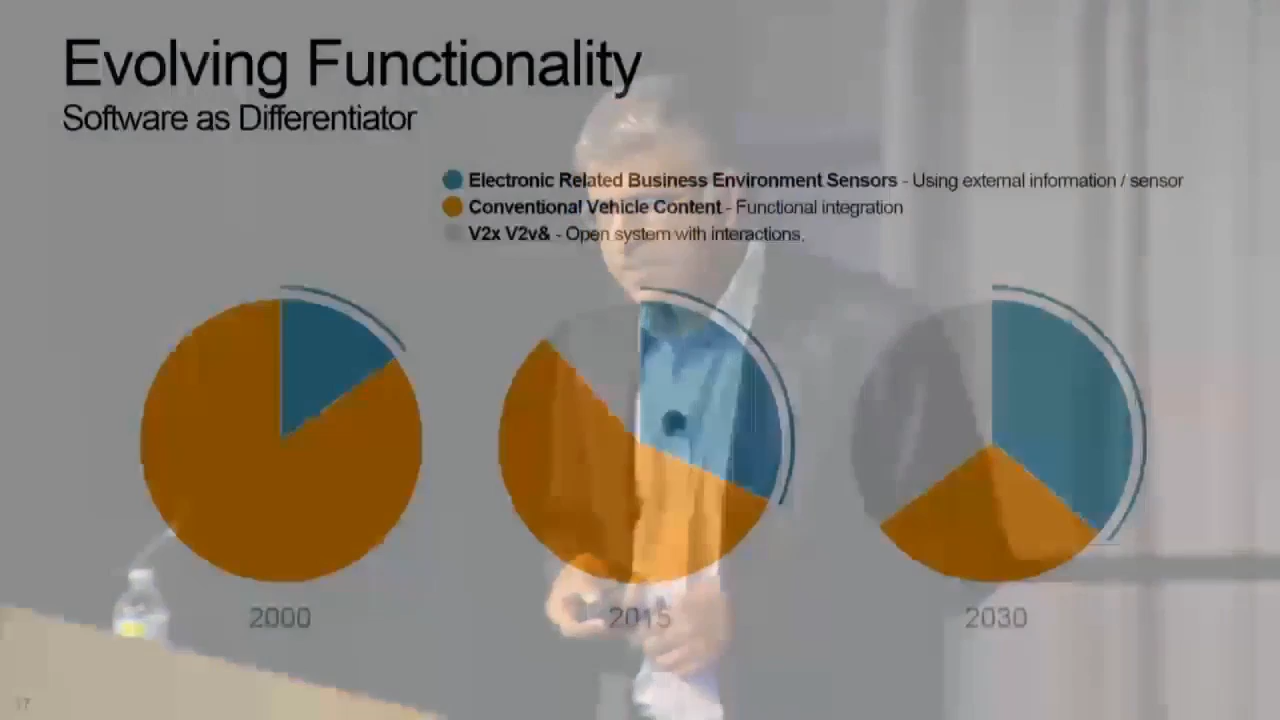 Evolving Functionality
Software as Differentiator
Electronic Related Business Environment Sensors - Using external information / sensor
Conventional Vehicle Content - Functional integration
V2x V2v& - Open system with interactions.
2000
2015
2030
17